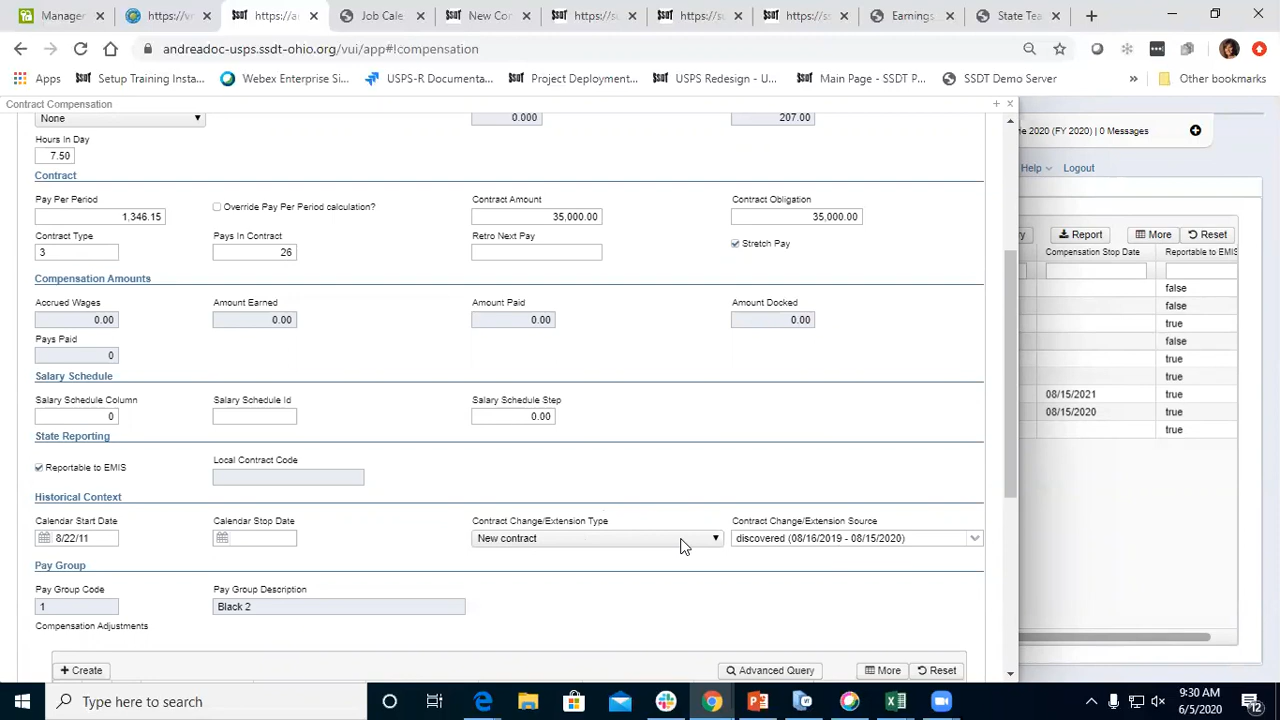 Manager
https://w
https://a
Job Cale
New Con
https://s
https://
https://s
Earnings
State Tea
andreadoc-usps.ssdt-ohio.org/vui/app#!compensation
Apps Setup Training Insta... Webex Enterprise Si... USPS-R Documenta... Project Deployment... USPS Redesign - U... Main Page - SSDT P... SSDT Demo Server » Other bookmarks
Contract Compensation
ne 2020 (FY 2020) | 0 Messages
None 0.000 207.00
Hours In Day
7.50
Help Logout
Contract
Pay Per Period Override Pay Per Period calculation? Contract Amount Contract Obligation
1,346.15 35,000.00 35,000.00
Contract Type Pays In Contract Retro Next Pay Stretch Pay
3 26
ry Report More Reset
Compensation Stop Date Reportable to EMIS
false
false
true
false
true
true
08/15/2021 true
08/15/2020 true
true
Compensation Amounts
Accrued Wages Amount Earned Amount Paid Amount Docked
0.00 0.00 0.00 0.00
Pays Paid
0
Salary Schedule
Salary Schedule Column Salary Schedule Id Salary Schedule Step
0 0.00
State Reporting
Reportable to EMIS Local Contract Code
Historical Context
Calendar Start Date Calendar Stop Date Contract Change/Extension Type Contract Change/Extension Source
8/22/11 New contract discovered (08/16/2019 - 08/15/2020)
Pay Group
Pay Group Code Pay Group Description
1 Black 2
Compensation Adjustments
Create Advanced Query More Reset
Type here to search
9:30 AM
6/5/2020
12